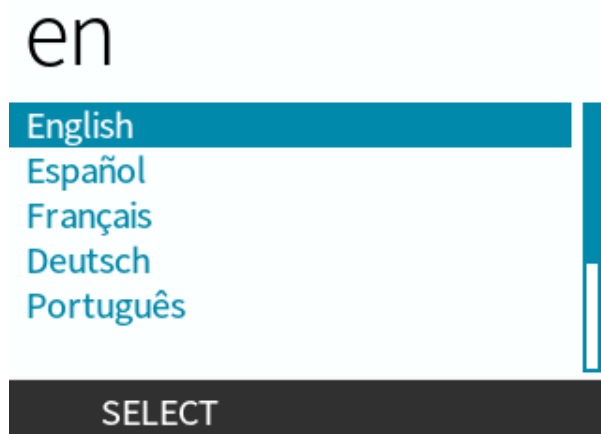 en
English
Español
Français
Deutsch
Português
SELECT